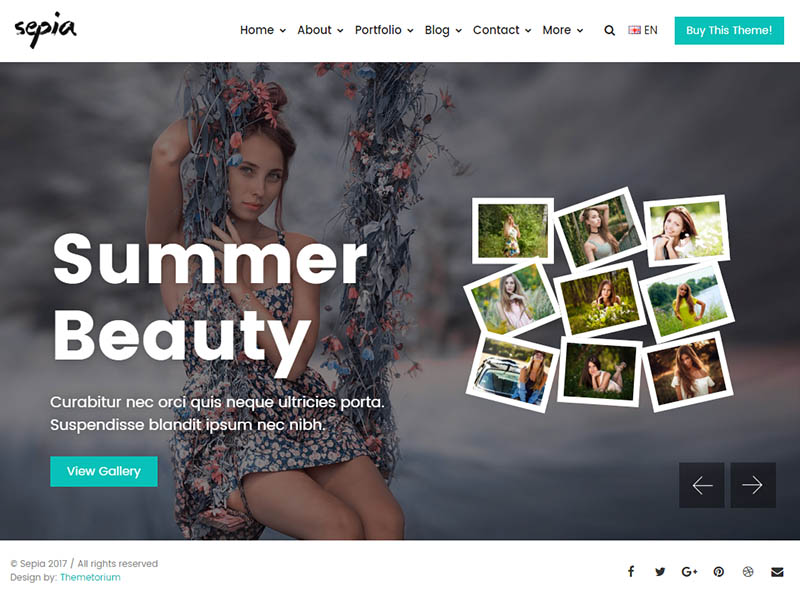 sepia
Home About Portfolio Blog Contact More EN Buy This Theme!
Summer
Beauty
Curabitur nec orci quis neque ultricies porta.
Suspendisse blandit ipsum nec nibh.
View Gallery
© Sepia 2017 / All rights reserved
Design by: Themetorium